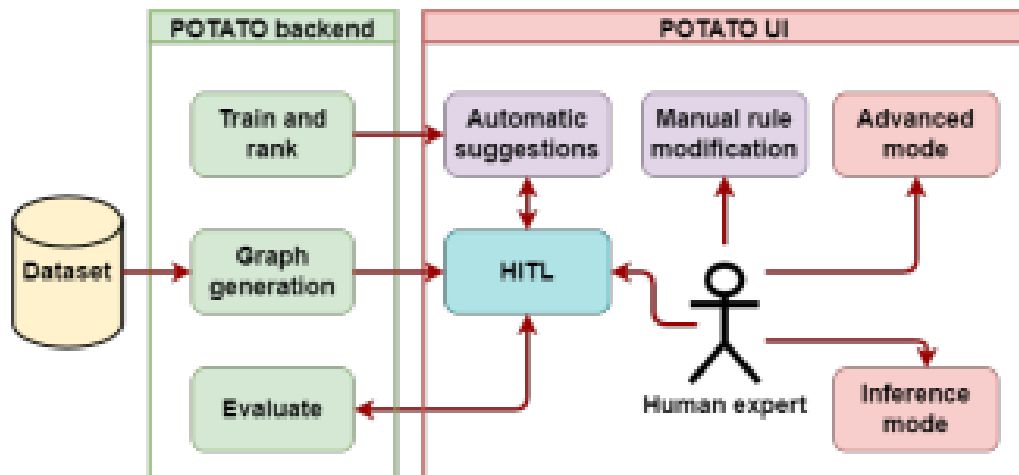 POTATO backend
POTATO UI
Train and
rank
Automatic
suggestions
Manual rule
modification
Advanced
mode
Dataset
Graph
generation
HITL
Evaluate
Human expert
Inference
mode